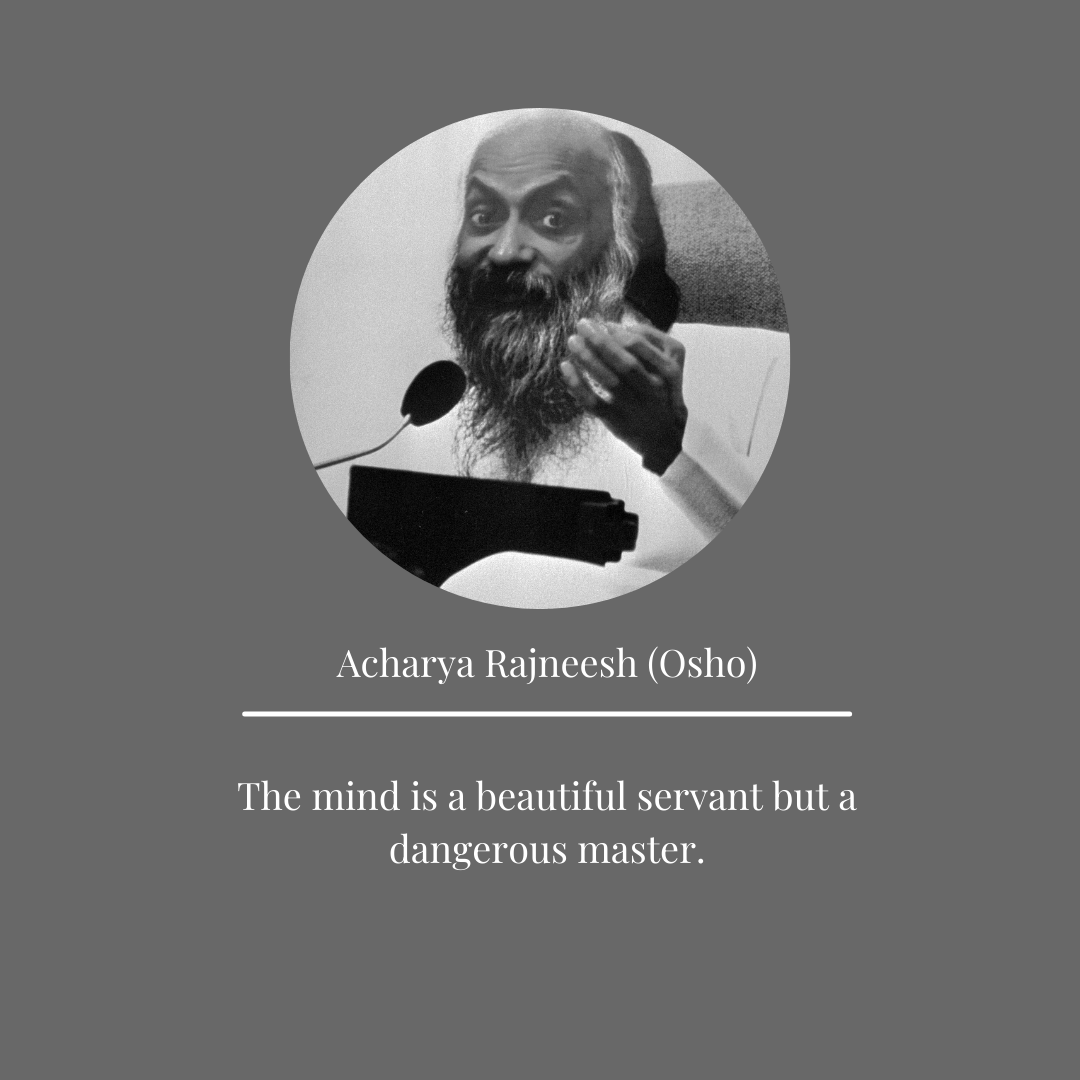 Acharya Rajneesh (Osho)
The mind is a beautiful servant but a
dangerous master.